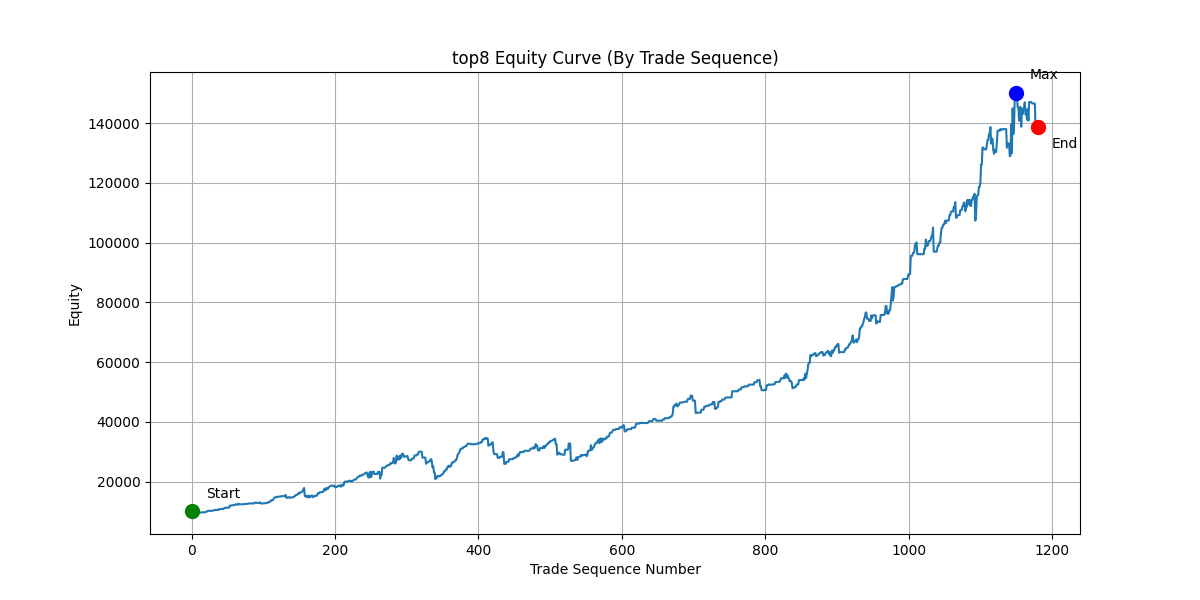 top8 Equity Curve (By Trade Sequence)
Max
End
Start
Equity
140000
120000
100000
80000
60000
40000
20000
0
200
400
600
800
1000
1200
Trade Sequence Number